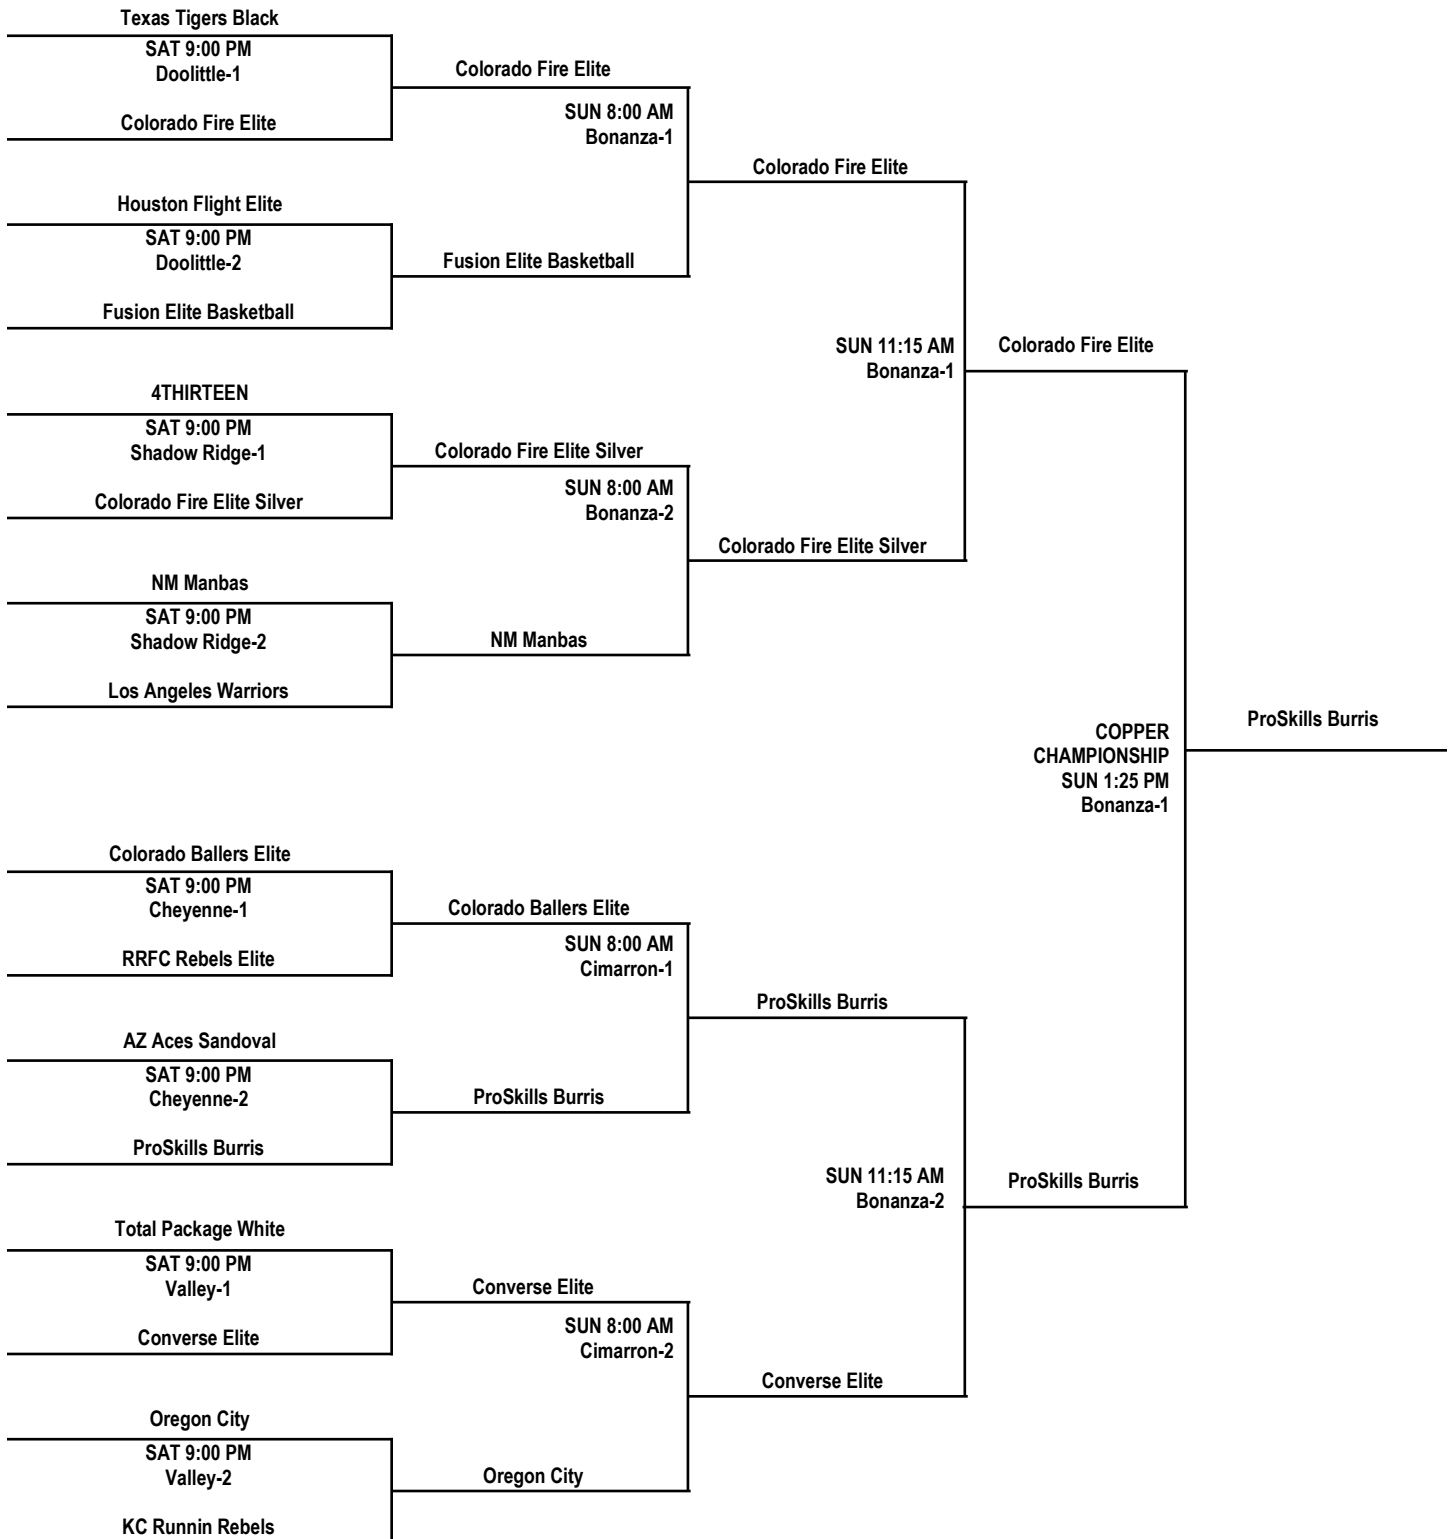 Texas Tigers Black
SAT 9:00 PM
Doolittle-1
Colorado Fire Elite
Colorado Fire Elite
SUN 8:00 AM
Bonanza-1
Colorado Fire Elite
Houston Flight Elite
SAT 9:00 PM
Doolittle-2
Fusion Elite Basketball
Fusion Elite Basketball
SUN 11:15 AM
Bonanza-1
Colorado Fire Elite
4THIRTEEN
SAT 9:00 PM
Shadow Ridge-1
Colorado Fire Elite Silver
Colorado Fire Elite Silver
SUN 8:00 AM
Bonanza-2
Colorado Fire Elite Silver
NM Manbas
SAT 9:00 PM
Shadow Ridge-2
NM Manbas
Los Angeles Warriors
COPPER
CHAMPIONSHIP
SUN 1:25 PM
Bonanza-1
ProSkills Burris
Colorado Ballers Elite
SAT 9:00 PM
Cheyenne-1
RRFC Rebels Elite
Colorado Ballers Elite
SUN 8:00 AM
Cimarron-1
ProSkills Burris
AZ Aces Sandoval
SAT 9:00 PM
Cheyenne-2
ProSkills Burris
ProSkills Burris
SUN 11:15 AM
Bonanza-2
ProSkills Burris
Total Package White
SAT 9:00 PM
Valley-1
Converse Elite
Converse Elite
SUN 8:00 AM
Cimarron-2
Converse Elite
Oregon City
SAT 9:00 PM
Valley-2
Oregon City
KC Runnin Rebels